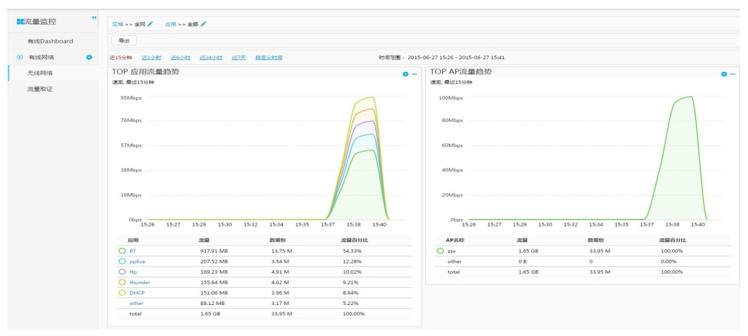 流量监控
有线Dashboard
有线网络
无线网络
流量取证
区域 >> 全网 应用 >> 全部
导出
近15分钟 近1小时 近6小时 近24小时 近7天 自定义时间 时间范围： 2015-06-27 15:26 - 2015-06-27 15:41
TOP 应用流量趋势
速率, 最近15分钟
95Mbps
76Mbps
57Mbps
38Mbps
19Mbps
0bps
15:26 15:27 15:29 15:30 15:32 15:34 15:35 15:37 15:38 15:40
应用 流量 数据包 流量百分比
BT 917.91 MB 13.75 M 54.33%
pplive 207.52 MB 3.54 M 12.28%
ftp 169.23 MB 4.91 M 10.02%
thunder 155.64 MB 4.62 M 9.21%
DHCP 151.06 MB 3.96 M 8.94%
other 88.12 MB 3.17 M 5.22%
total 1.65 GB 33.95 M 100.00%
TOP AP流量趋势
速率, 最近15分钟
100Mbps
80Mbps
60Mbps
40Mbps
20Mbps
0bps
15:26 15:27 15:29 15:30 15:32 15:34 15:35 15:37 15:38 15:40
AP名称 流量 数据包 流量百分比
zsv 1.65 GB 33.95 M 100.00%
other 0 B 0 0.00%
total 1.65 GB 33.95 M 100.00%